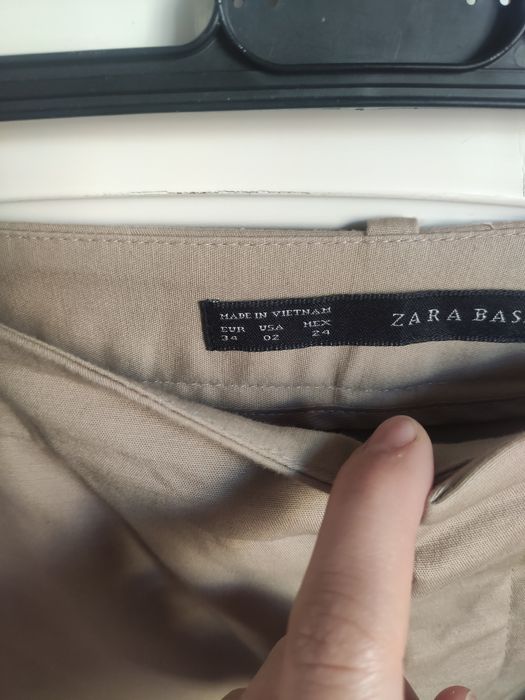 MADE IN VIETNAM
EUR USA MEX
34 02 24
ZARA BAS